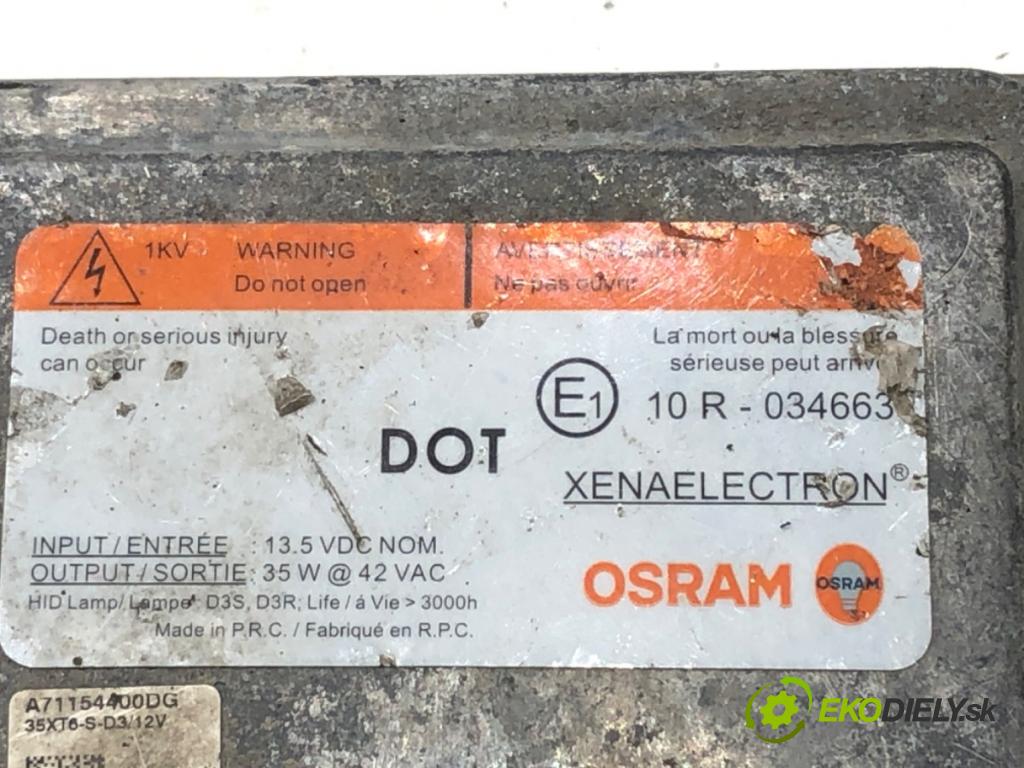 1KV WARNING
Do not open
AVERTISSEMENT
Ne pas ouvrir
Death or serious injury
can occur
La mort ou la blessure
sérieuse peut
E1 10 R - 034663
DOT
XENAELECTRON®
INPUT / ENTRÉE : 13.5 VDC NOM.
OUTPUT / SORTIE: 35 W @ 42 VAC
HID Lamp/ Lampe D3S, D3R; Life / á Vie > 3000h
Made in P.R.C. / Fabriqué en R.P.C.
OSRAM
OSRAM
A71154400DG
35XT6-S-D3/12V
EKODIELY.sk